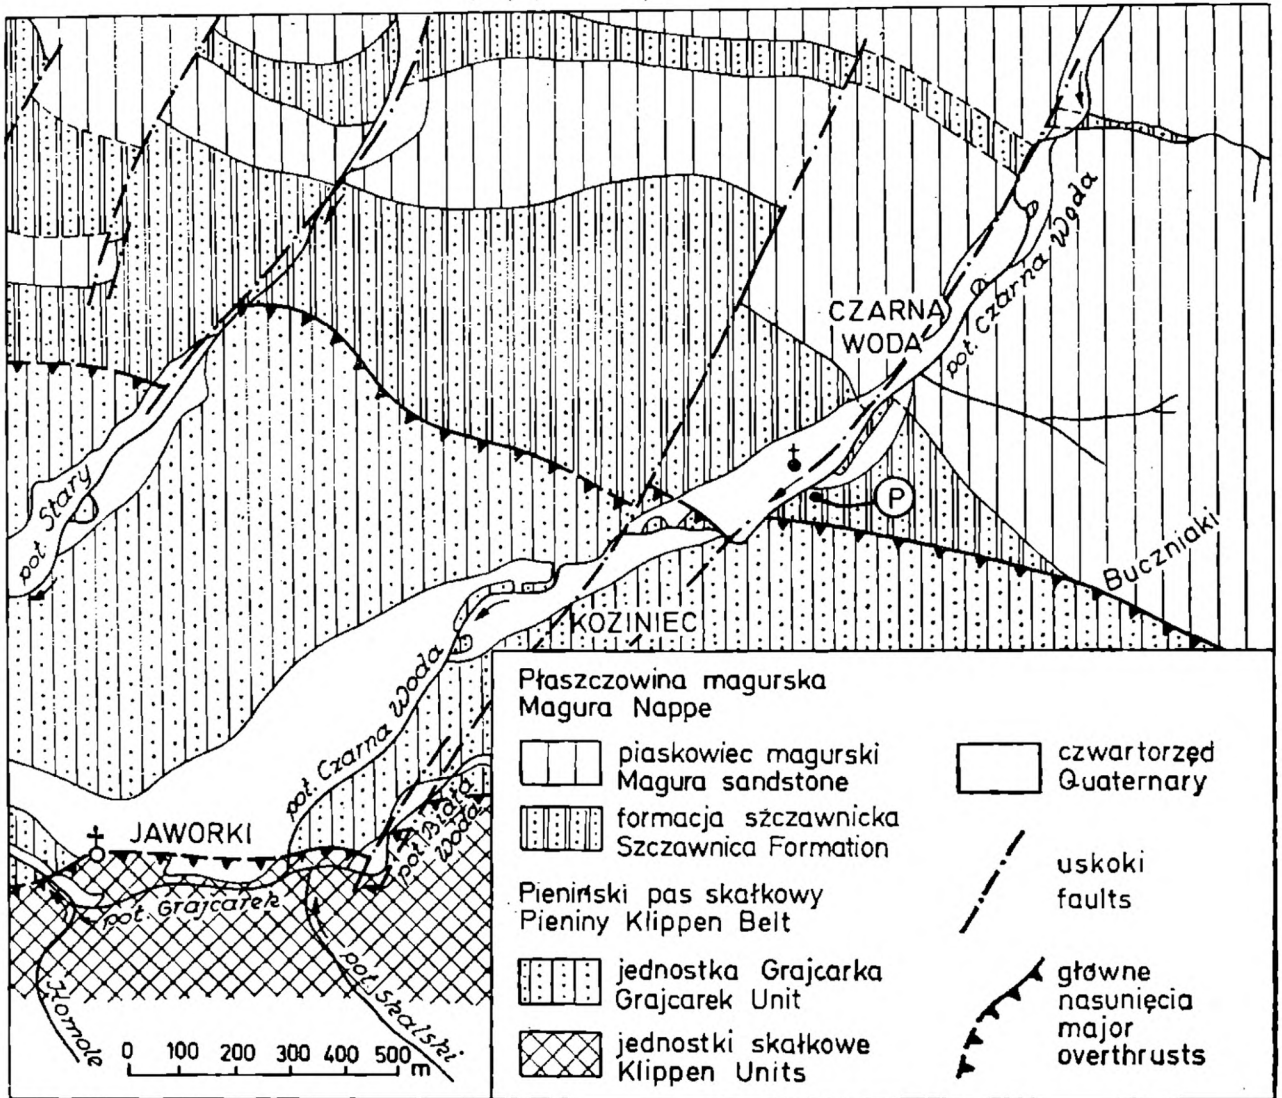 CZARNA
WODA
pot. Czarna Woda
P
pot. Stary
Buczniaki
KOZINIEC
pot. Czarna Woda
JAWORKI
pot. Biała
Woda
pot. Grajcarek
pot. Skalski
Homole
0 100 200 300 400 500
m
Płaszczowina magurska
Magura Nappe
piaskowiec magurski
Magura sandstone
formacja szczawnicka
Szczawnica Formation
Pieniński pas skałkowy
Pieniny Klippen Belt
jednostka Grajcarka
Grajcarek Unit
jednostki skałkowe
Klippen Units
czwartorzęd
Quaternary
uskoki
faults
główne
nasunięcia
major
overthrusts